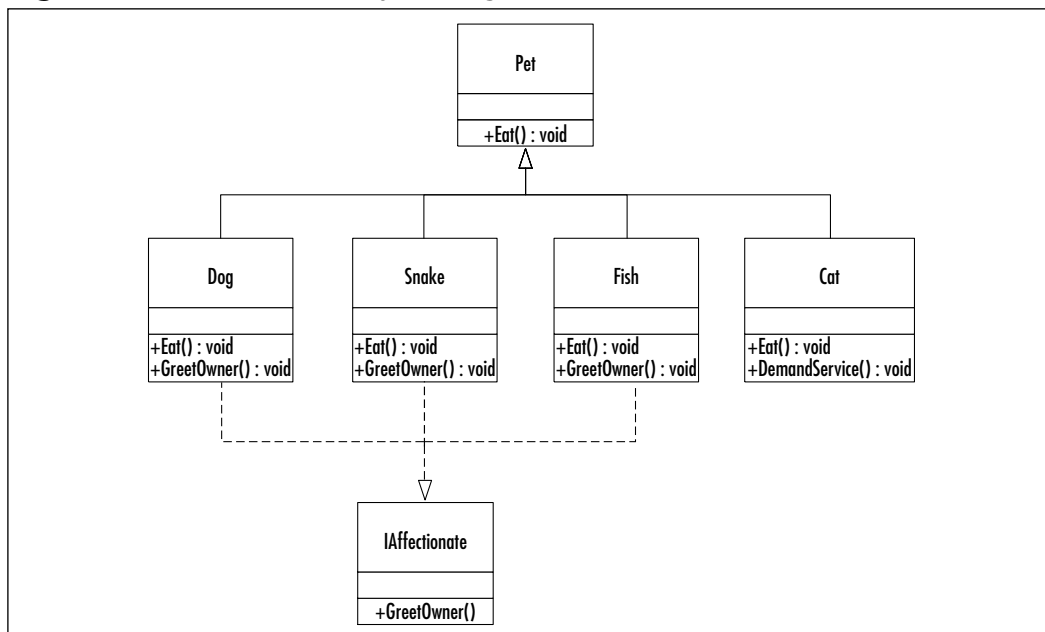 Pet
+Eat() : void
Dog
Snake
Fish
Cat
+Eat() : void
+GreetOwner() : void
+Eat() : void
+GreetOwner() : void
+Eat() : void
+GreetOwner() : void
+Eat() : void
+DemandService() : void
IAffectionate
+GreetOwner()